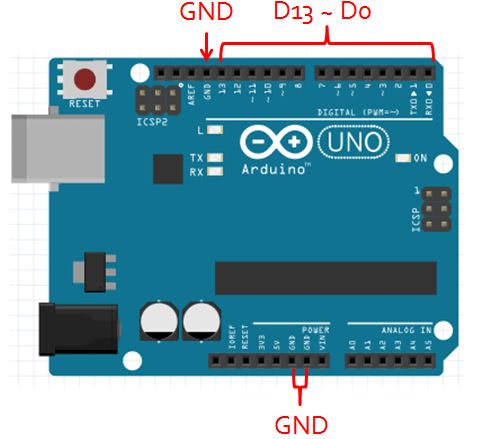 GND D13 ~ D0
RESET
AREF
GND
13
12
~11
~10
~9
8
7
~6
~5
4
~3
2
TXD▶1
RXD◀0
ICSP2
DIGITAL (PWM=~)
L
TX
RX
UNO
Arduino™
ON
1
ICSP
POWER
ANALOG IN
IOREF
RESET
3V3
5V
GND
GND
VIN
A0
A1
A2
A3
A4
A5
GND